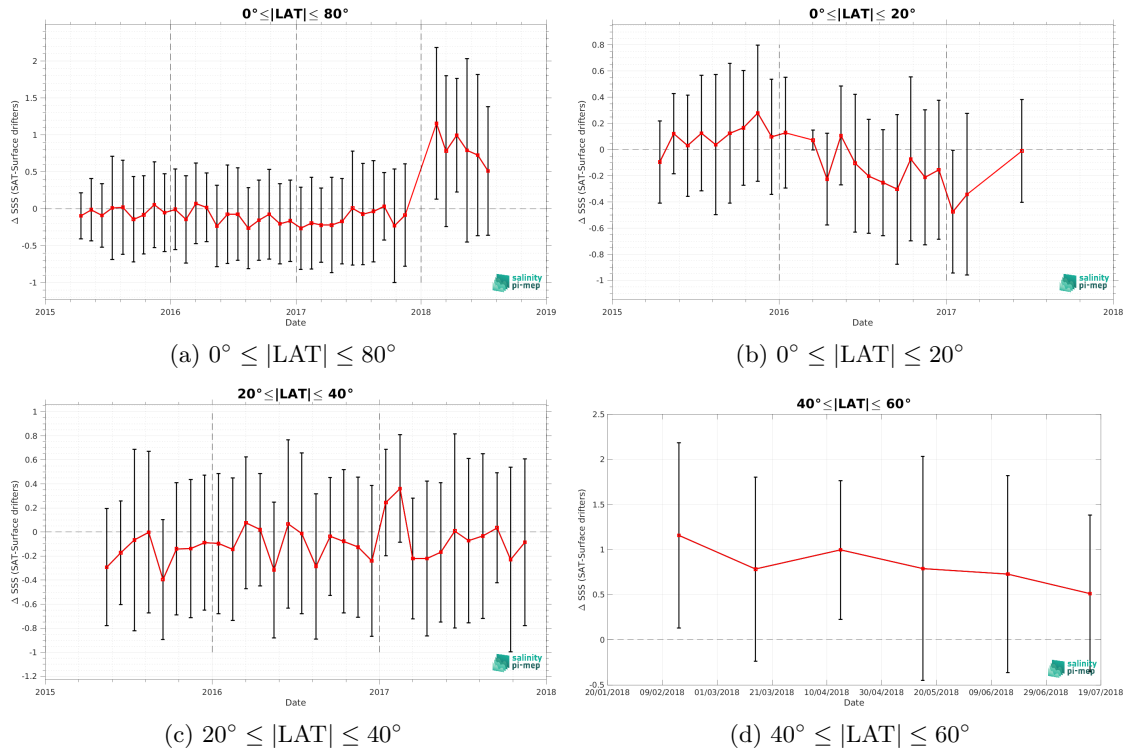 0°≤|LAT|≤ 80°
Δ SSS (SAT-Surface drifters)
2
1.5
1
0.5
0
-0.5
-1
2015
2016
2017
2018
2019
Date
salinity
pi-mep
(a) 0° ≤ |LAT| ≤ 80°
0°≤|LAT|≤ 20°
Δ SSS (SAT-Surface drifters)
0.8
0.6
0.4
0.2
0
-0.2
-0.4
-0.6
-0.8
-1
2015
2016
2017
2018
Date
salinity
pi-mep
(b) 0° ≤ |LAT| ≤ 20°
20°≤|LAT|≤ 40°
Δ SSS (SAT-Surface drifters)
1
0.8
0.6
0.4
0.2
0
-0.2
-0.4
-0.6
-0.8
-1
-1.2
2015
2016
2017
2018
Date
salinity
pi-mep
(c) 20° ≤ |LAT| ≤ 40°
40°≤|LAT|≤ 60°
Δ SSS (SAT-Surface drifters)
2.5
2
1.5
1
0.5
0
-0.5
20/01/2018
09/02/2018
01/03/2018
21/03/2018
10/04/2018
30/04/2018
20/05/2018
09/06/2018
29/06/2018
19/07/2018
Date
salinity
pi-mep
(d) 40° ≤ |LAT| ≤ 60°